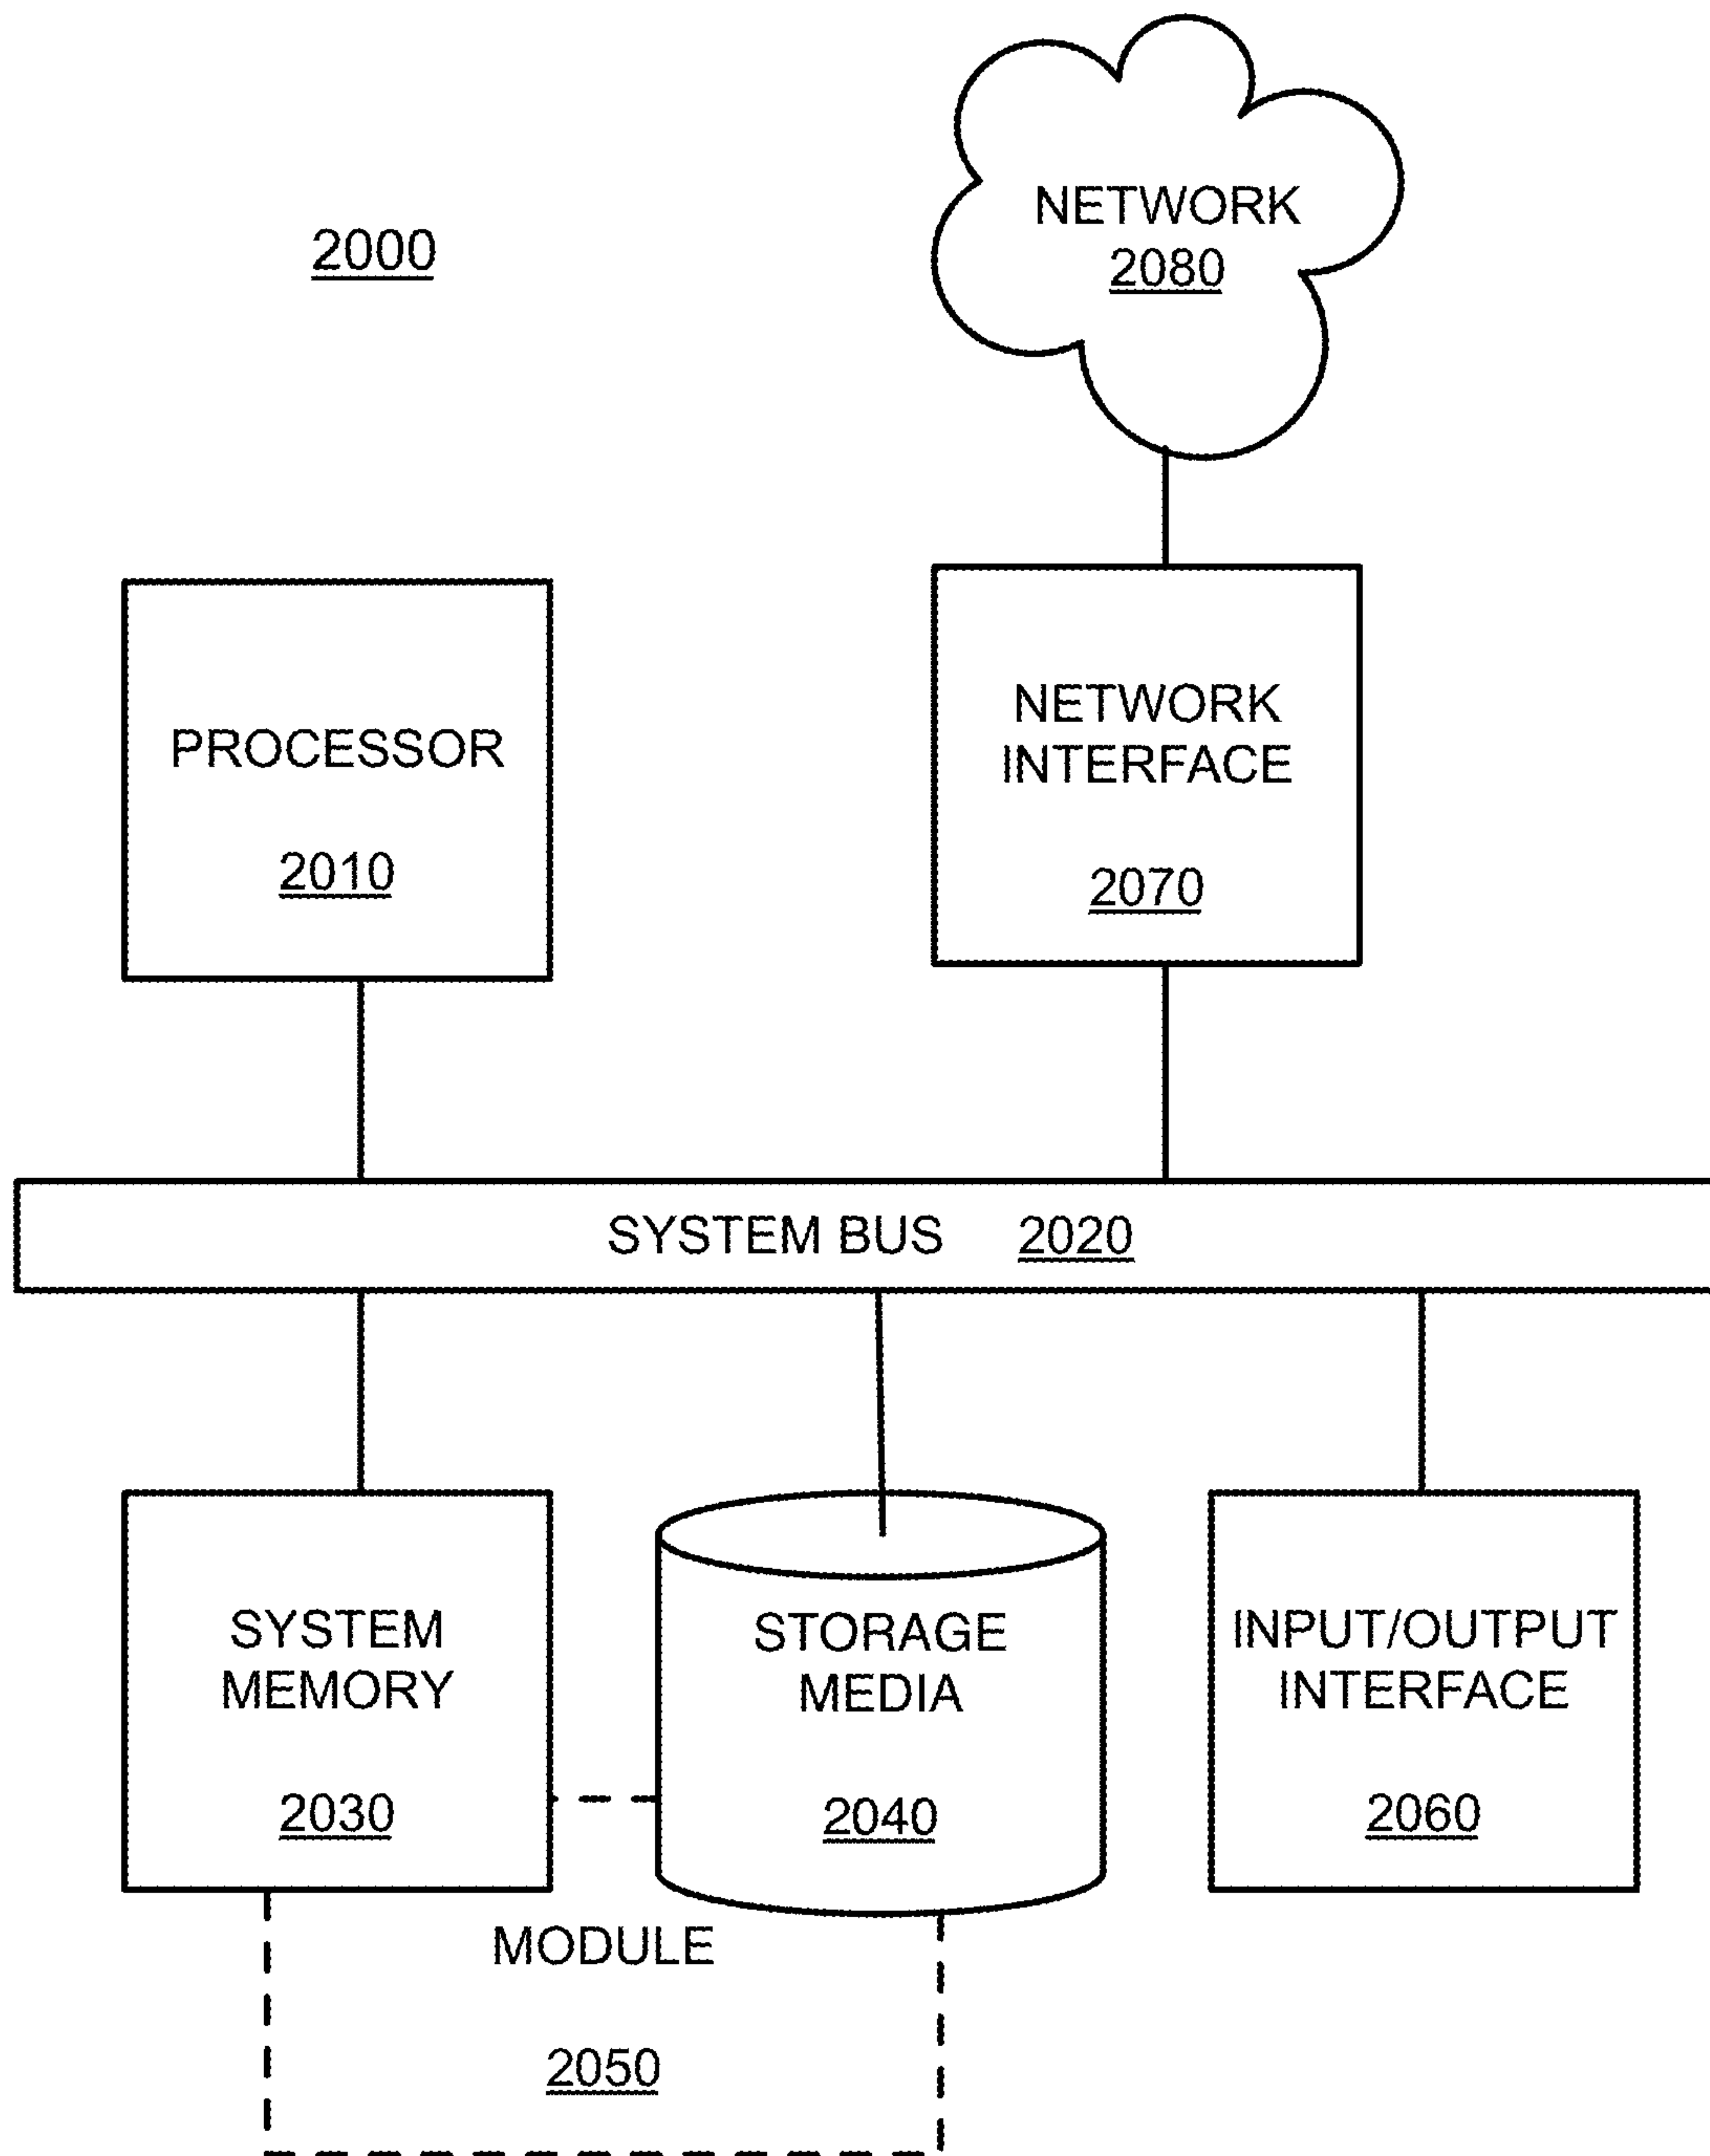 NETWORK
2080
2000
PROCESSOR
2010
NETWORK
INTERFACE
2070
SYSTEM BUS 2020
SYSTEM
MEMORY
2030
STORAGE
MEDIA
2040
INPUT/OUTPUT
INTERFACE
2060
MODULE
2050